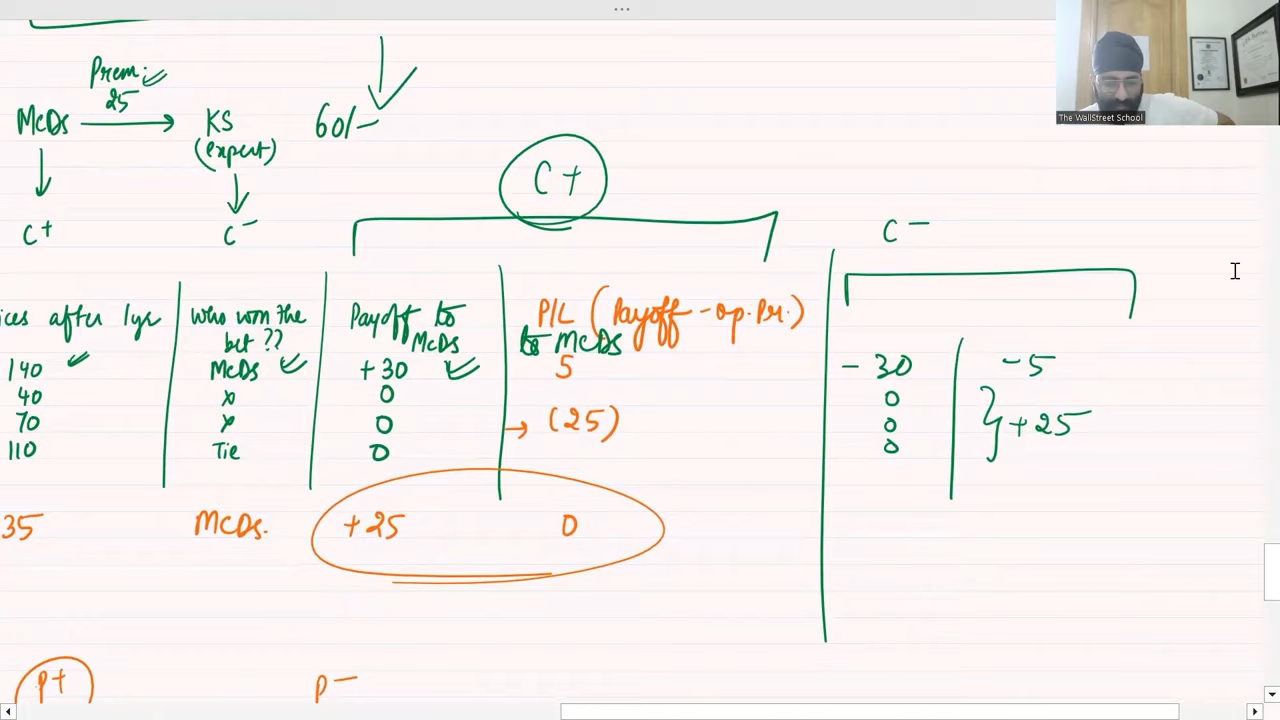 Prem.
25
McDs → KS 60/-
(expert)
C+
C+ C-
C-
ices after 1yr | Who won the bet ?? | Payoff to McDs | P/L (Payoff - op. Pr.) to McDs
140 | McDs | +30 | 5 | - 30 | -5
40 | x | 0 | 0
70 | x | 0 | → (25) | 0 | } +25
110 | Tie | 0 | 0
35 McDs. +25 0
P+ P-
The WallStreet School